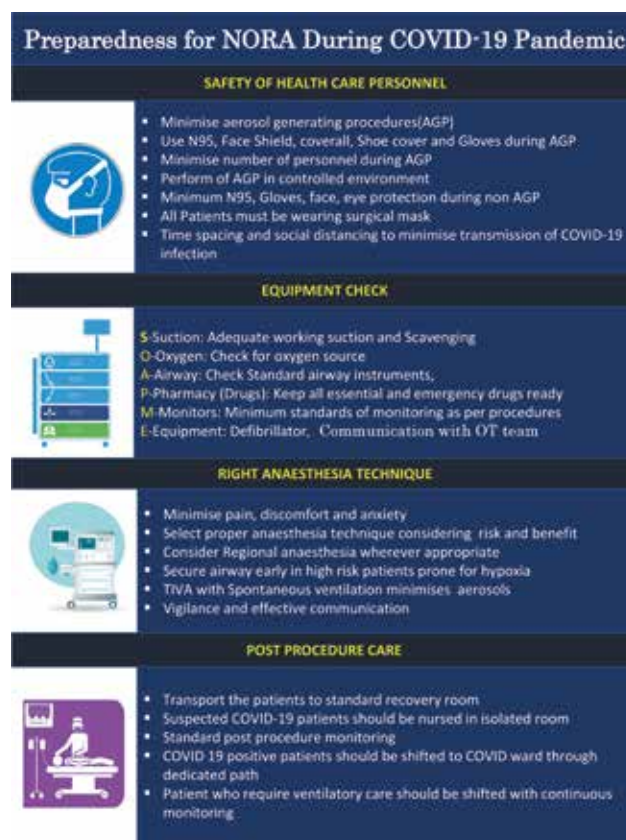 Preparedness for NORA During COVID-19 Pandemic
SAFETY OF HEALTH CARE PERSONNEL
▪ Minimise aerosol generating procedures(AGP)
▪ Use N95, Face Shield, coverall, Shoe cover and Gloves during AGP
▪ Minimise number of personnel during AGP
▪ Perform of AGP in controlled environment
▪ Minimum N95, Gloves, face, eye protection during non AGP
▪ All Patients must be wearing surgical mask
▪ Time spacing and social distancing to minimise transmission of COVID-19
infection
EQUIPMENT CHECK
S-Suction: Adequate working suction and Scavenging
O-Oxygen: Check for oxygen source
A-Airway: Check Standard airway instruments,
P-Pharmacy (Drugs): Keep all essential and emergency drugs ready
M-Monitors: Minimum standards of monitoring as per procedures
E-Equipment: Defibrillator, Communication with OT team
RIGHT ANAESTHESIA TECHNIQUE
▪ Minimise pain, discomfort and anxiety
▪ Select proper anaesthesia technique considering risk and benefit
▪ Consider Regional anaesthesia wherever appropriate
▪ Secure airway early in high risk patients prone for hypoxia
▪ TIVA with Spontaneous ventilation minimises aerosols
▪ Vigilance and effective communication
POST PROCEDURE CARE
▪ Transport the patients to standard recovery room
▪ Suspected COVID-19 patients should be nursed in isolated room
▪ Standard post procedure monitoring
▪ COVID 19 positive patients should be shifted to COVID ward through
dedicated path
▪ Patient who require ventilatory care should be shifted with continuous
monitoring